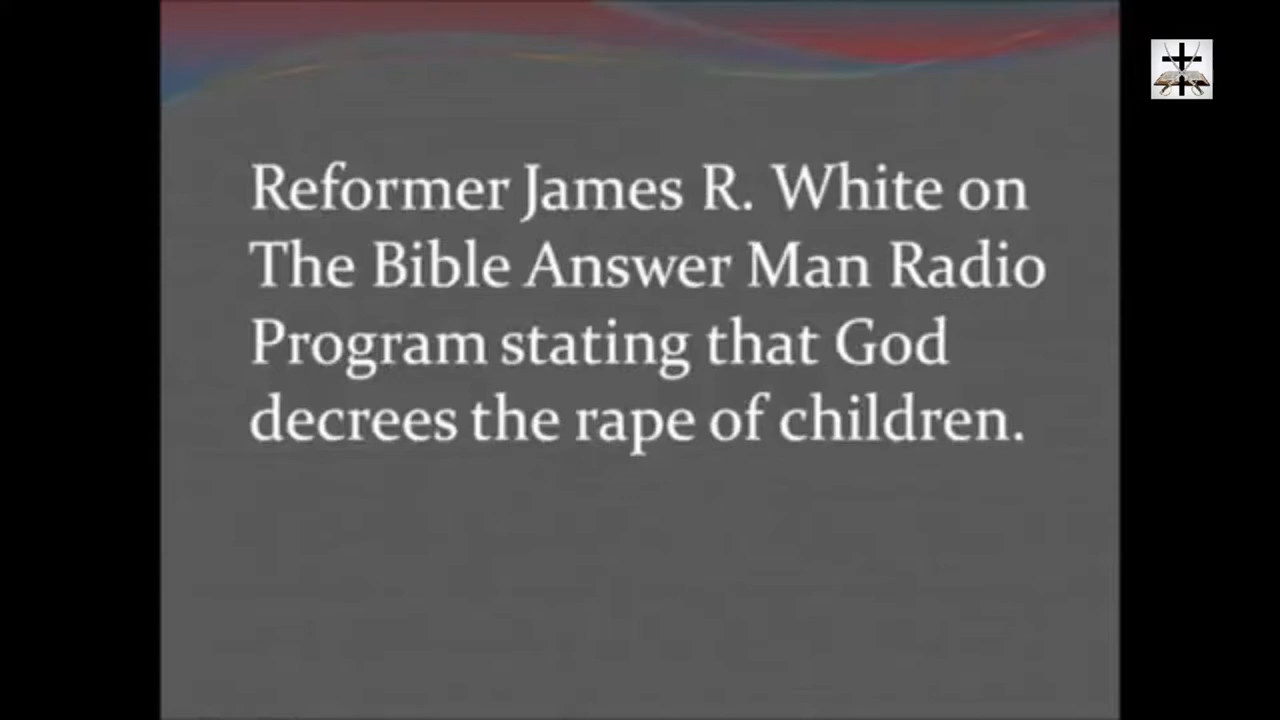 Reformer James R. White on
The Bible Answer Man Radio
Program stating that God
decrees the rape of children.